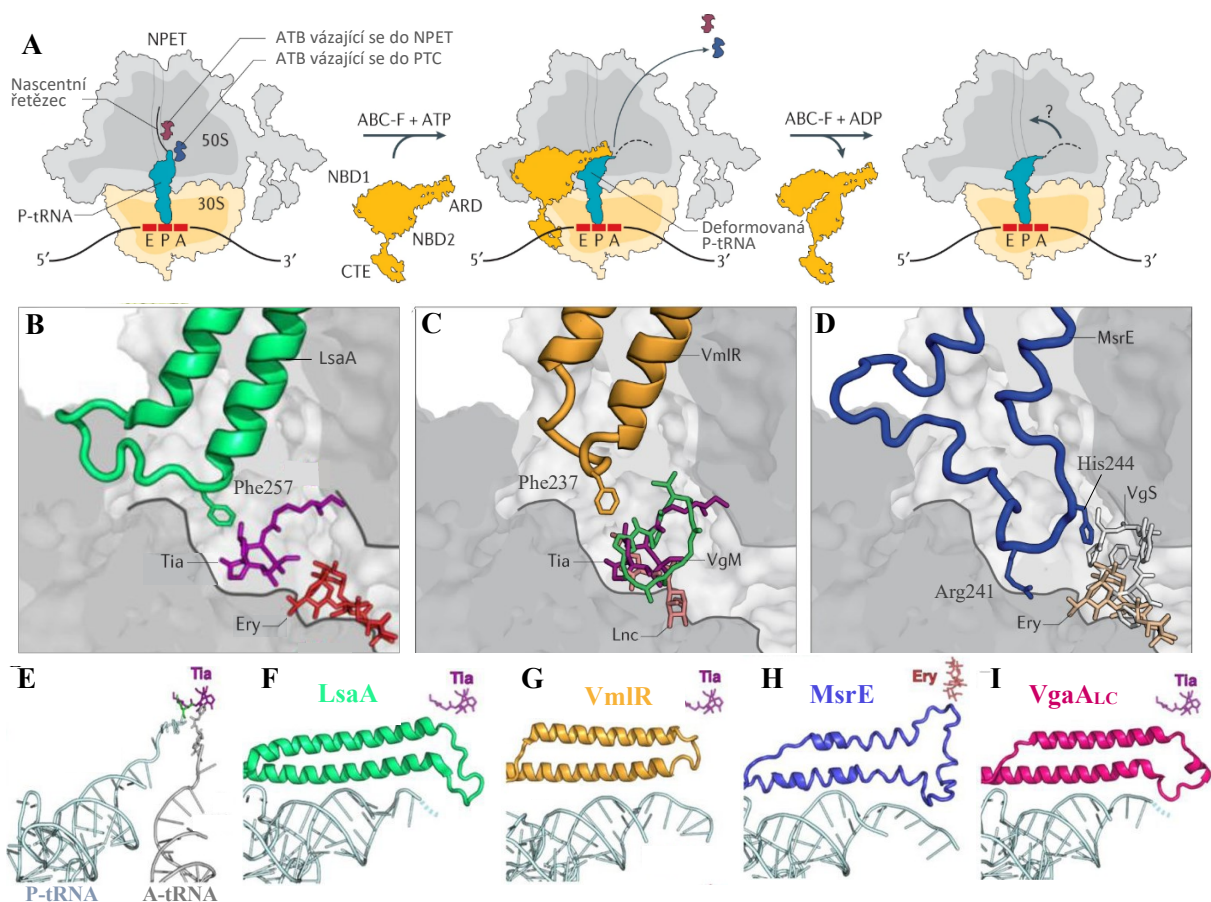 A
NPET
ATB vázající se do NPET
ATB vázající se do PTC
Nascentní
řetězec
50S
P-tRNA
30S
E P A
5′
3′
ABC-F + ATP
NBD1
ARD
NBD2
CTE
Deformovaná
P-tRNA
E P A
5′
3′
ABC-F + ADP
?
E P A
5′
3′
B
LsaA
Phe257
Tia
Ery
C
VmlR
Phe237
Tia
VgM
Lnc
D
MsrE
His244
VgS
Arg241
Ery
E
Tia
P-tRNA
A-tRNA
F
LsaA
Tia
G
VmlR
Tia
H
MsrE
Ery
I
VgaALC
Tia